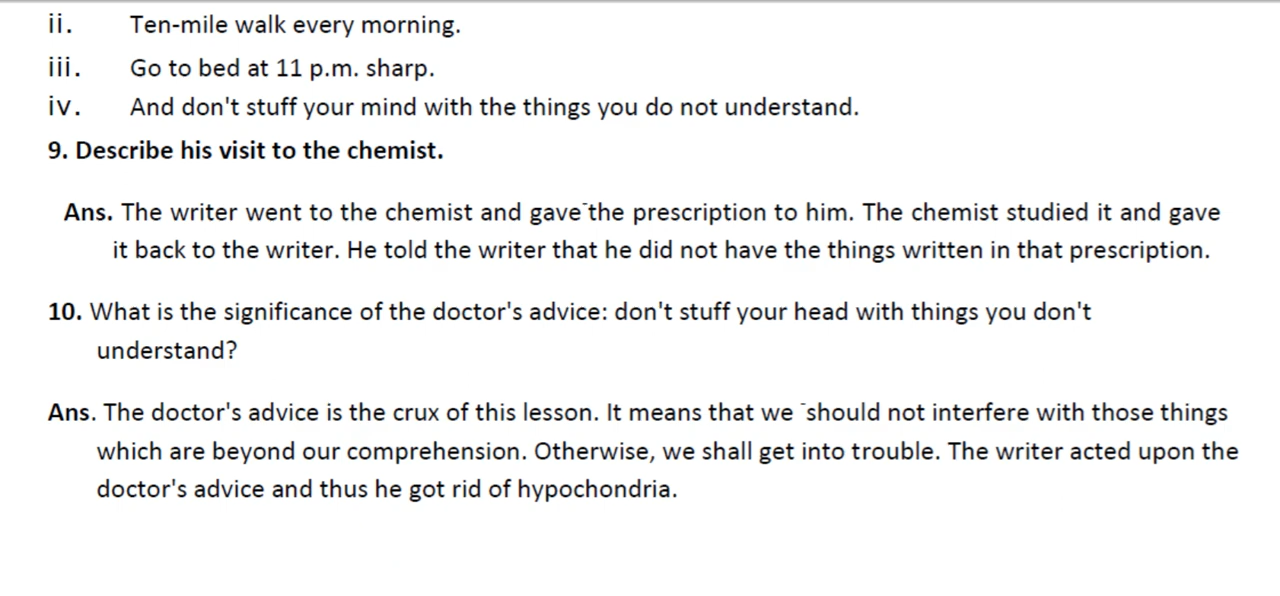 ii. Ten-mile walk every morning.
iii. Go to bed at 11 p.m. sharp.
iv. And don't stuff your mind with the things you do not understand.
9. Describe his visit to the chemist.
Ans. The writer went to the chemist and gave ̄the prescription to him. The chemist studied it and gave
it back to the writer. He told the writer that he did not have the things written in that prescription.
10. What is the significance of the doctor's advice: don't stuff your head with things you don't
understand?
Ans. The doctor's advice is the crux of this lesson. It means that we ̄should not interfere with those things
which are beyond our comprehension. Otherwise, we shall get into trouble. The writer acted upon the
doctor's advice and thus he got rid of hypochondria.